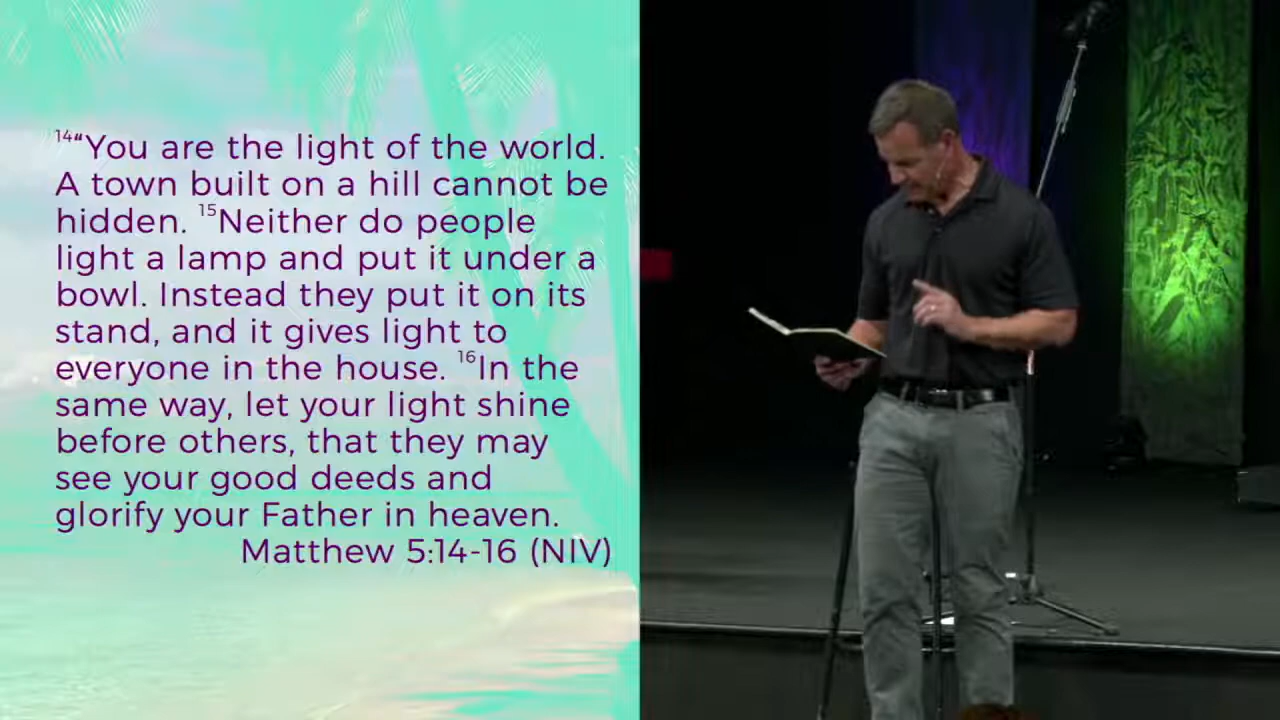 ¹⁴“You are the light of the world.
A town built on a hill cannot be
hidden. ¹⁵Neither do people
light a lamp and put it under a
bowl. Instead they put it on its
stand, and it gives light to
everyone in the house. ¹⁶In the
same way, let your light shine
before others, that they may
see your good deeds and
glorify your Father in heaven.
Matthew 5:14-16 (NIV)